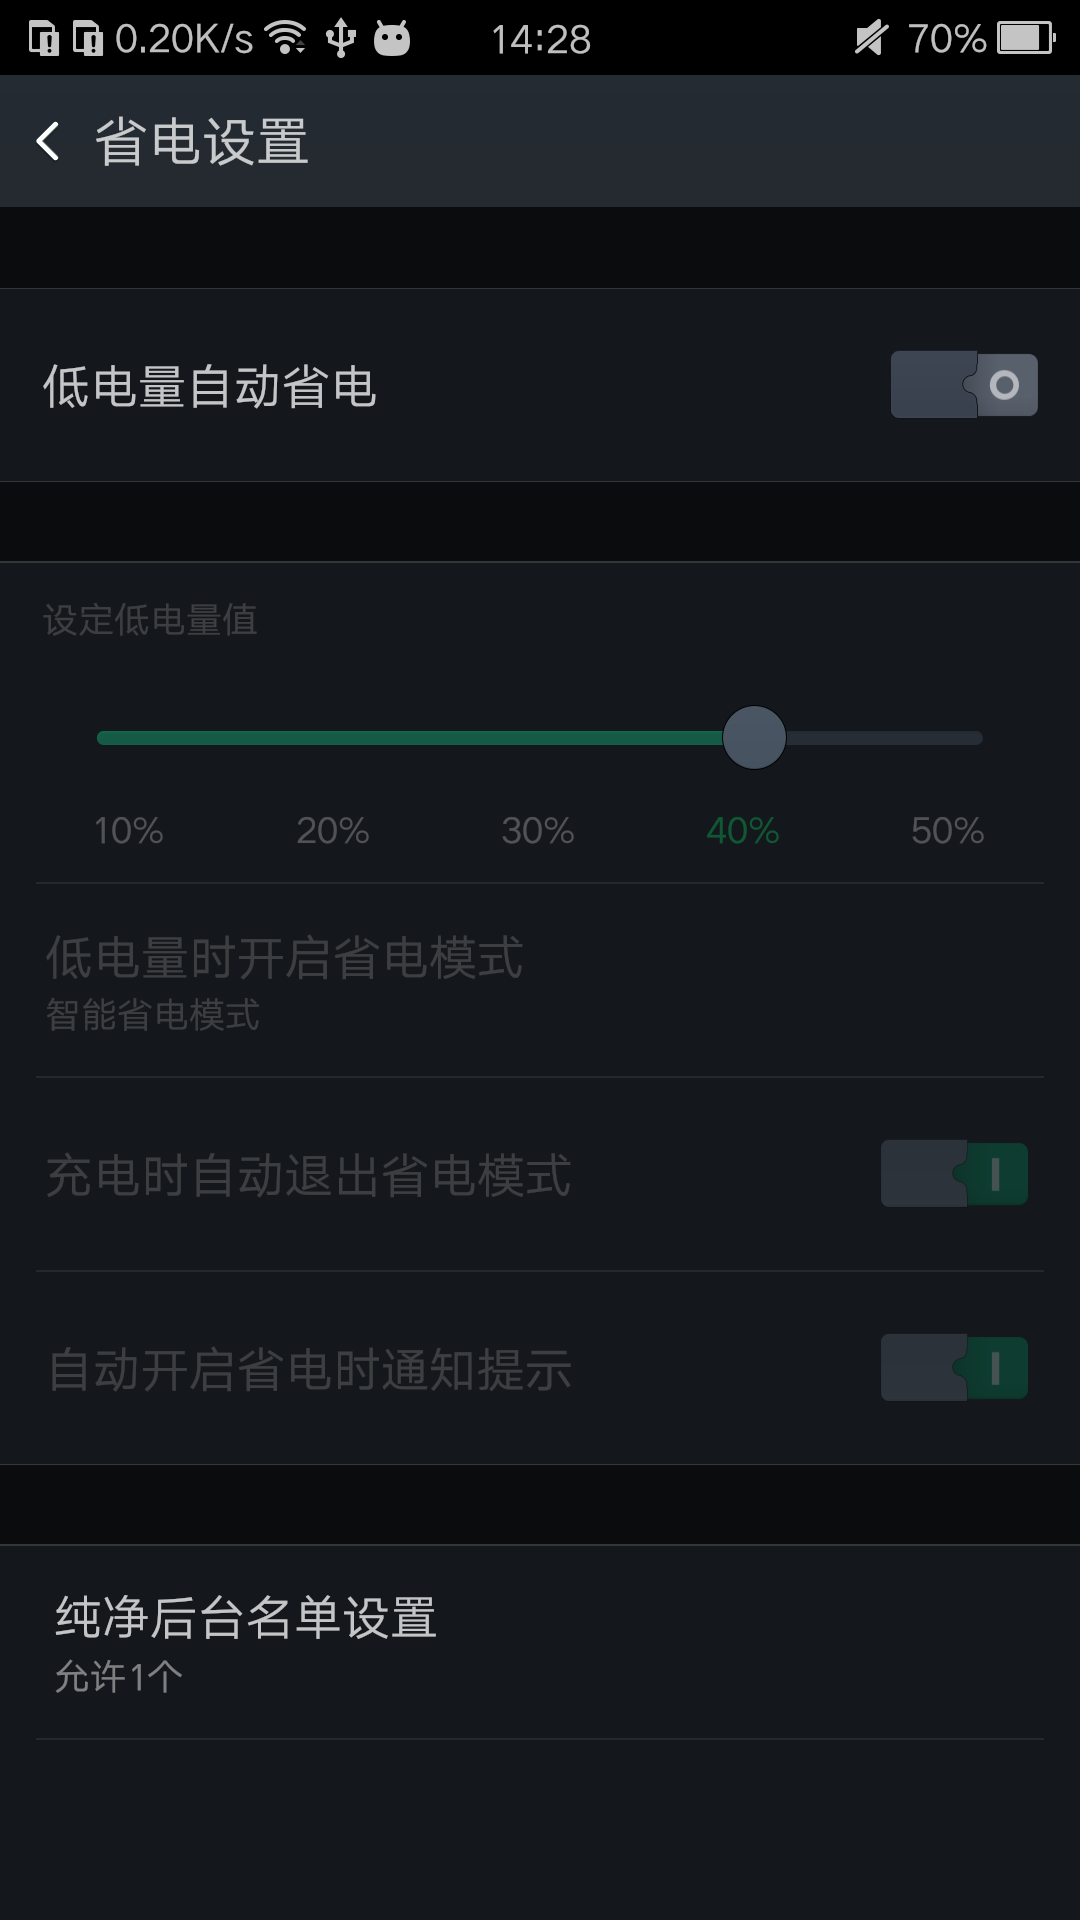 0.20K/s 14:28 70%
省电设置
低电量自动省电
设定低电量值
10% 20% 30% 40% 50%
低电量时开启省电模式
智能省电模式
充电时自动退出省电模式
自动开启省电时通知提示
纯净后台名单设置
允许1个